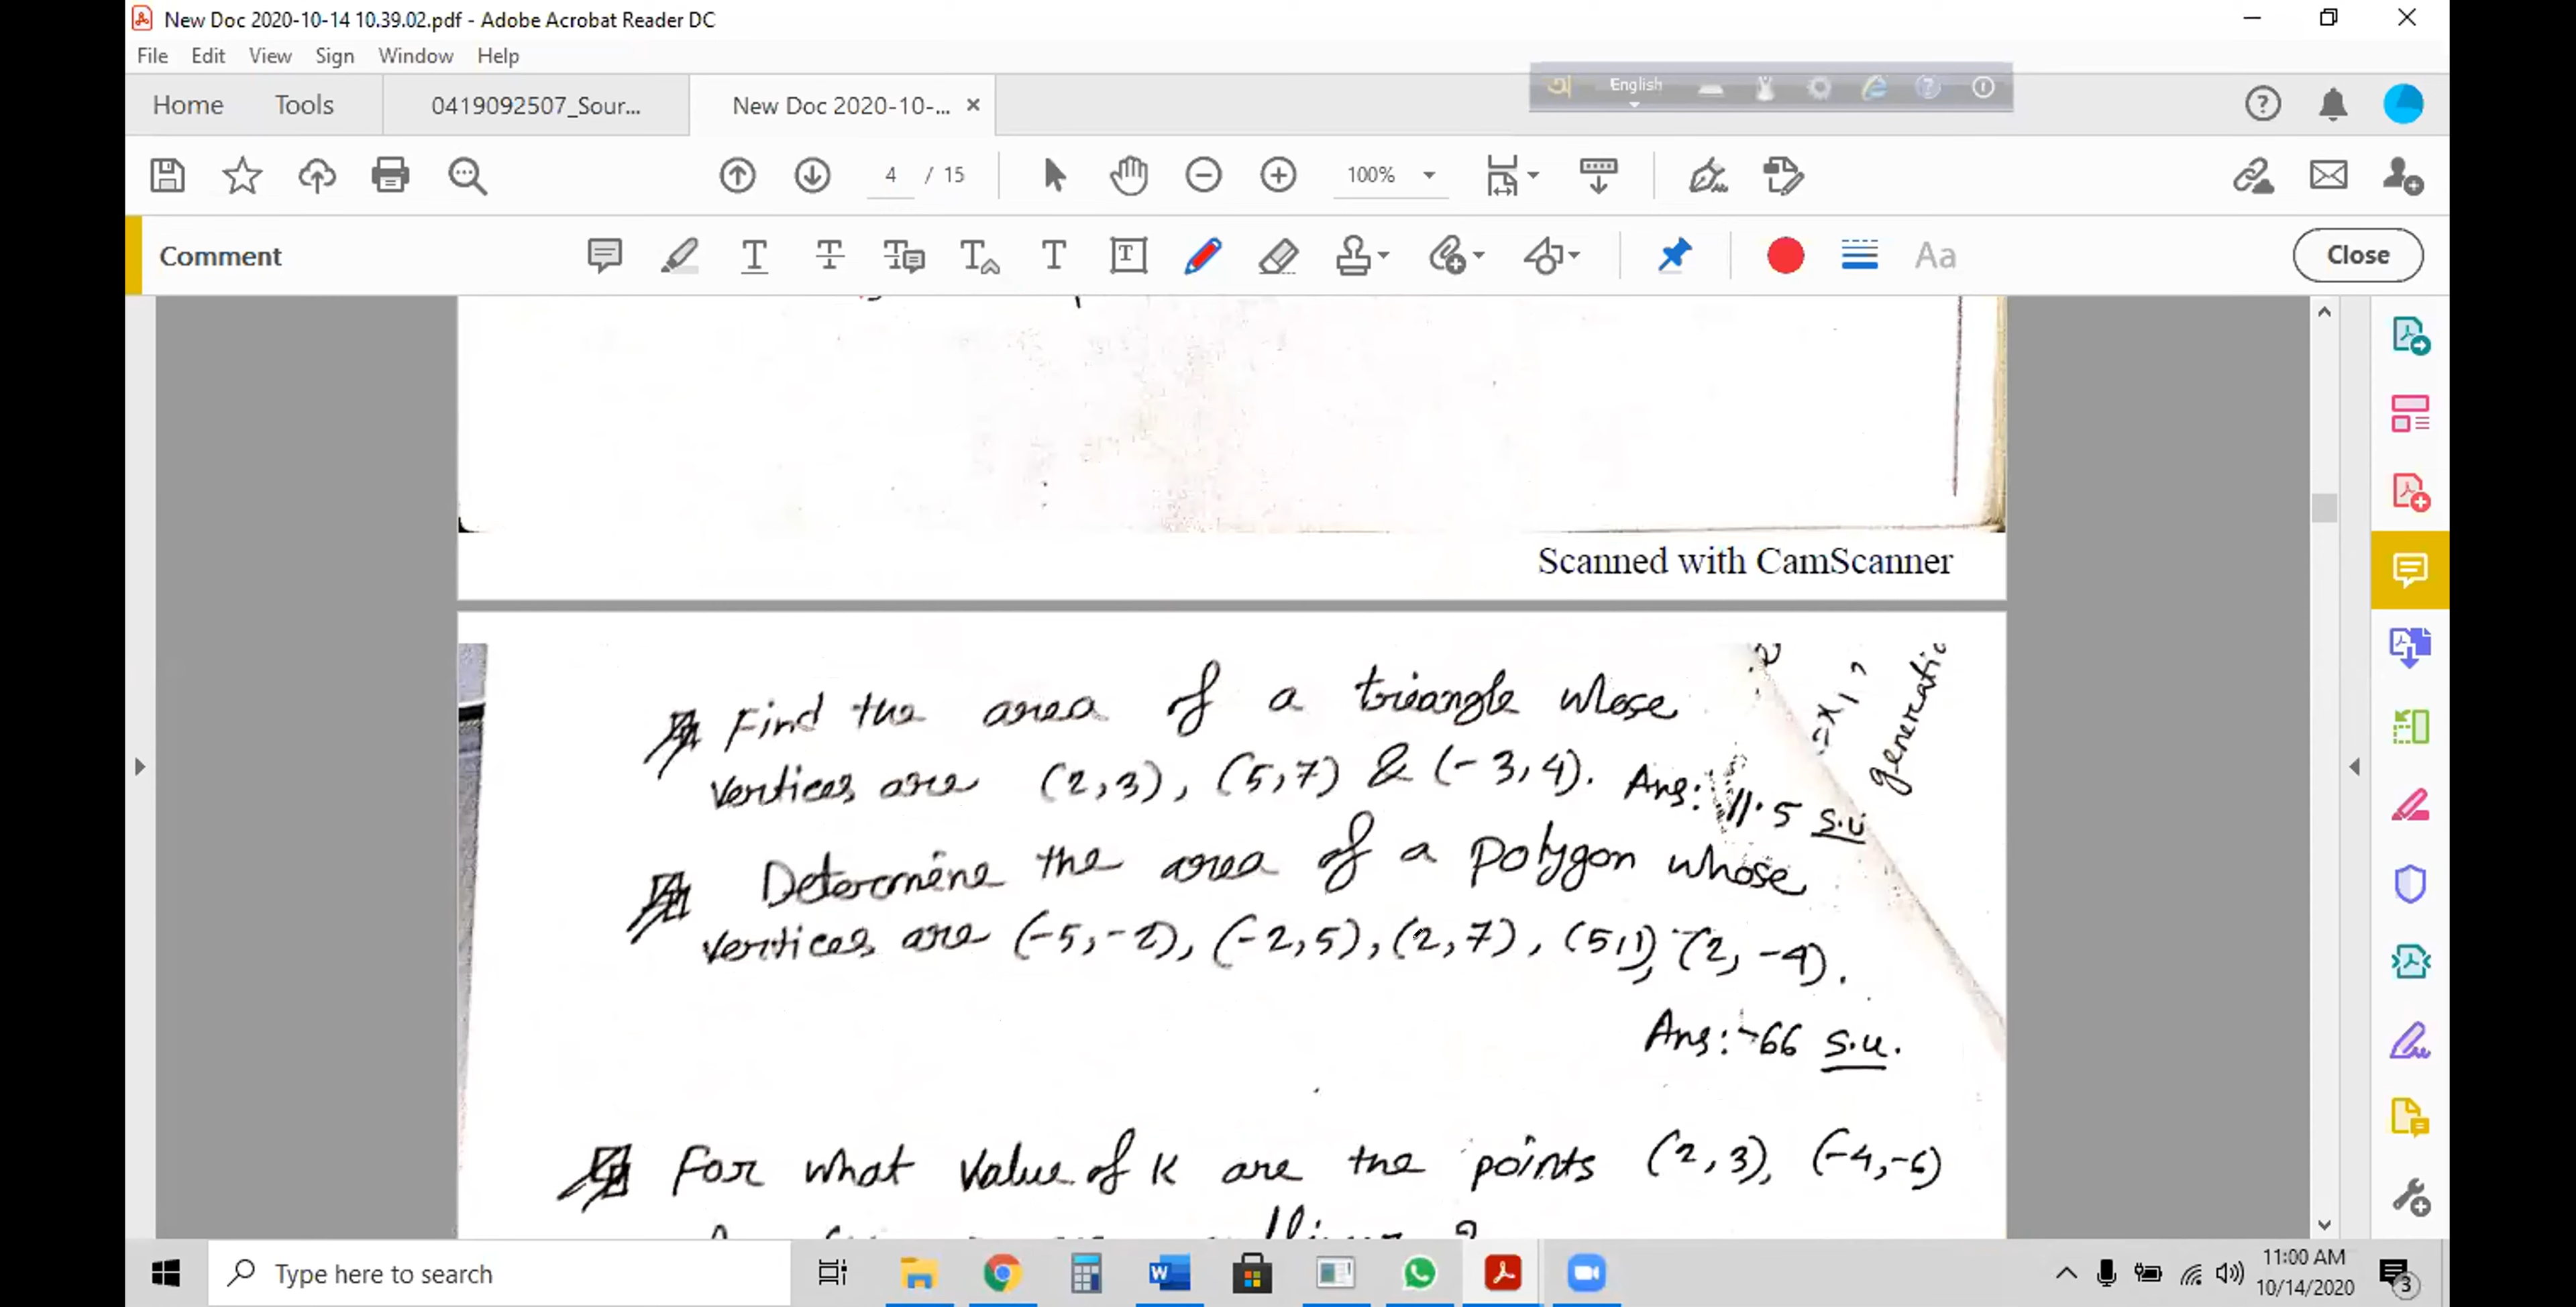 New Doc 2020-10-14 10.39.02.pdf - Adobe Acrobat Reader DC
File Edit View Sign Window Help
Home Tools 0419092507_Sour... New Doc 2020-10-...
English
4 / 15 100%
Comment Close
Scanned with CamScanner
Find the area of a triangle whose
vertices are (2,3), (5,7) & (-3,4). Ans: 11.5 s.u
=x1,
generatic
Determine the area of a polygon whose
vertices are (-5,-2), (-2,5), (2,7), (5,1), (2,-4).
Ans: -66 s.u.
For what value of K are the points (2,3), (-4,-6)
Type here to search
11:00 AM
10/14/2020
3